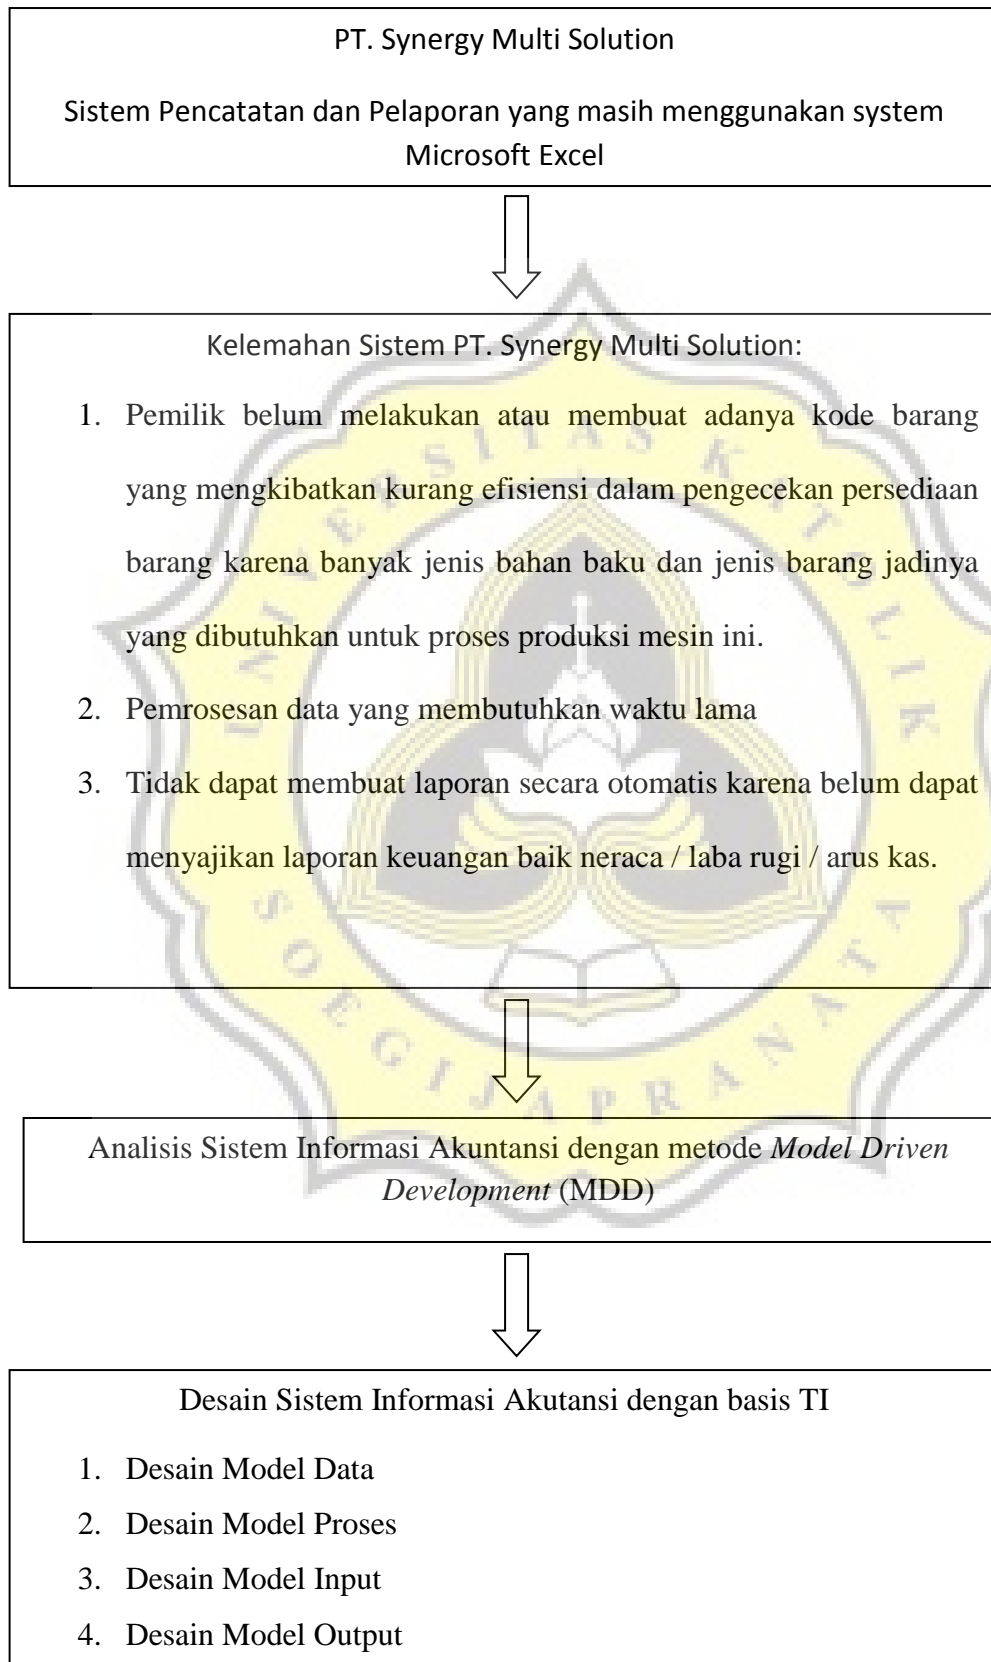 PT. Synergy Multi Solution
Sistem Pencatatan dan Pelaporan yang masih menggunakan system
Microsoft Excel
Kelemahan Sistem PT. Synergy Multi Solution:
1. Pemilik belum melakukan atau membuat adanya kode barang
yang mengkibatkan kurang efisiensi dalam pengecekan persediaan
barang karena banyak jenis bahan baku dan jenis barang jadinya
yang dibutuhkan untuk proses produksi mesin ini.
2. Pemrosesan data yang membutuhkan waktu lama
3. Tidak dapat membuat laporan secara otomatis karena belum dapat
menyajikan laporan keuangan baik neraca / laba rugi / arus kas.
Analisis Sistem Informasi Akuntansi dengan metode Model Driven
Development (MDD)
Desain Sistem Informasi Akutansi dengan basis TI
1. Desain Model Data
2. Desain Model Proses
3. Desain Model Input
4. Desain Model Output
UNIVERSITAS KATOLIK
SOEGIJAPRANATA